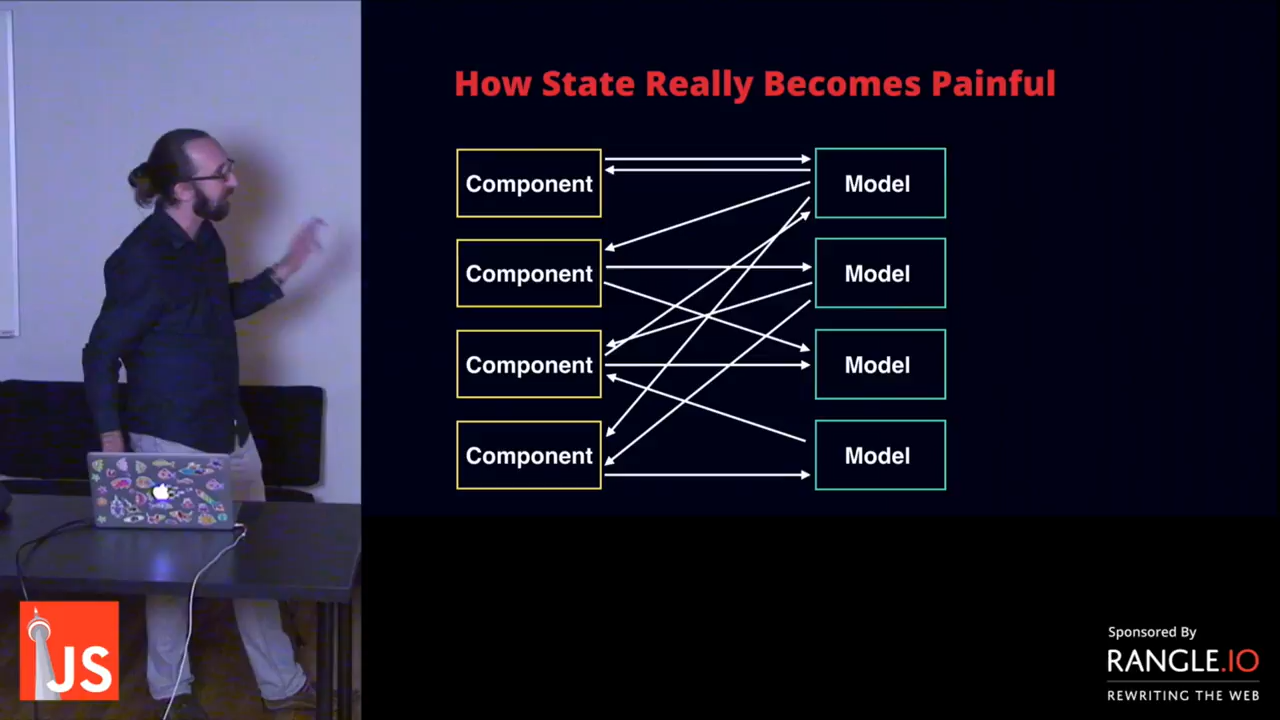 How State Really Becomes Painful
Component
Model
Component
Model
Component
Model
Component
Model
JS
Sponsored By
RANGLE.IO
REWRITING THE WEB